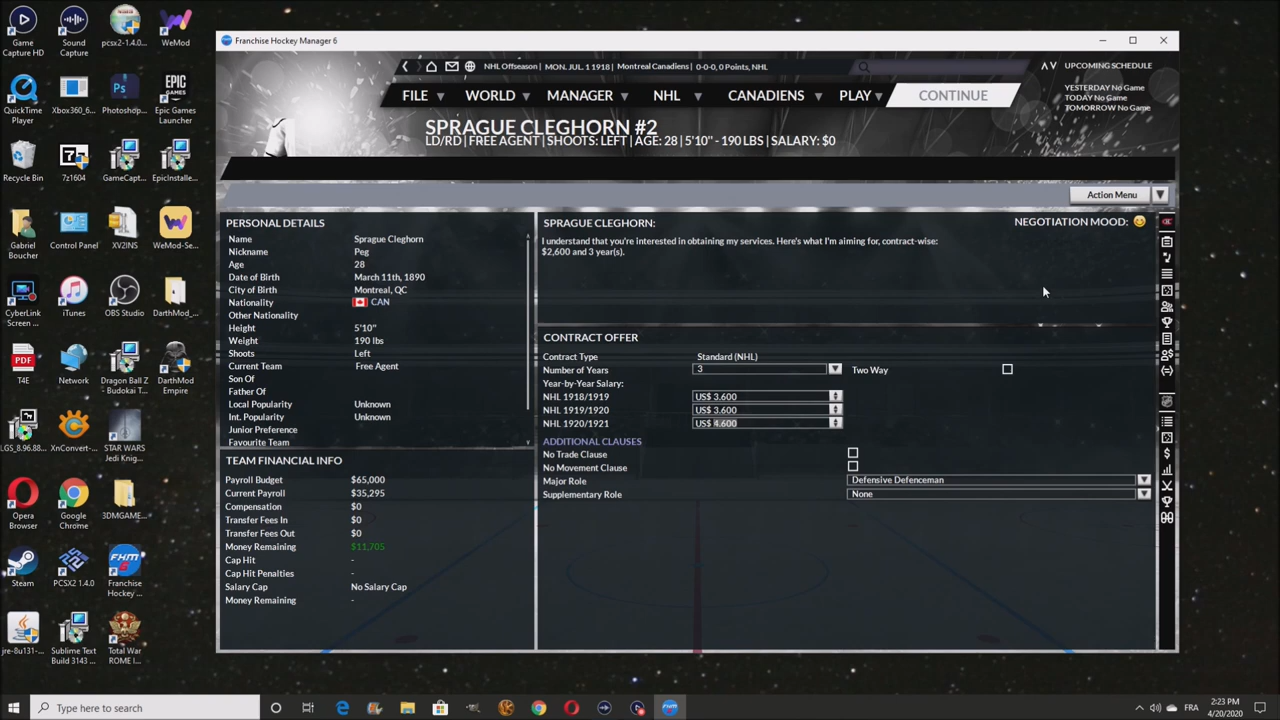 Game Capture HD
Sound Capture
pcsx2-1.4.0...
WeMod
QuickTime Player
Xbox360_6...
Photoshop...
Epic Games Launcher
Recycle Bin
7z1604
GameCapt...
EpicInstalle...
Gabriel Boucher
Control Panel
XV2INS
WeMod-Se...
CyberLink Screen ...
iTunes
OBS Studio
DarthMod_...
T4E
Network
Dragon Ball Z - Budokai T...
DarthMod Empire
LGS_8.96.88...
XnConvert-...
STAR WARS Jedi Knig...
Opera Browser
Google Chrome
3DMGAME...
Steam
PCSX2 1.4.0
Franchise Hockey ...
jre-8u131-...
Sublime Text Build 3143 ...
Total War ROME I...
Franchise Hockey Manager 6
NHL Offseason | MON. JUL. 1 1918 | Montreal Canadiens | 0-0-0, 0 Points, NHL
UPCOMING SCHEDULE
YESTERDAY No Game
TODAY No Game
TOMORROW No Game
FILE WORLD MANAGER NHL CANADIENS PLAY CONTINUE
SPRAGUE CLEGHORN #2
LD/RD | FREE AGENT | SHOOTS: LEFT | AGE: 28 | 5'10" - 190 LBS | SALARY: $0
Action Menu
PERSONAL DETAILS
Name Sprague Cleghorn
Nickname Peg
Age 28
Date of Birth March 11th, 1890
City of Birth Montreal, QC
Nationality CAN
Other Nationality
Height 5'10"
Weight 190 lbs
Shoots Left
Current Team Free Agent
Son Of
Father Of
Local Popularity Unknown
Int. Popularity Unknown
Junior Preference
Favourite Team
TEAM FINANCIAL INFO
Payroll Budget $65,000
Current Payroll $35,295
Compensation $0
Transfer Fees In $0
Transfer Fees Out $0
Money Remaining $11,705
Cap Hit -
Cap Hit Penalties -
Salary Cap No Salary Cap
Money Remaining -
SPRAGUE CLEGHORN:
NEGOTIATION MOOD:
I understand that you're interested in obtaining my services. Here's what I'm aiming for, contract-wise:
$2,600 and 3 year(s).
CONTRACT OFFER
Contract Type Standard (NHL)
Number of Years 3 Two Way
Year-by-Year Salary:
NHL 1918/1919 US$ 3.600
NHL 1919/1920 US$ 3.600
NHL 1920/1921 US$ 4.600
ADDITIONAL CLAUSES
No Trade Clause
No Movement Clause
Major Role Defensive Defenceman
Supplementary Role None
Type here to search
FRA
2:23 PM
4/20/2020